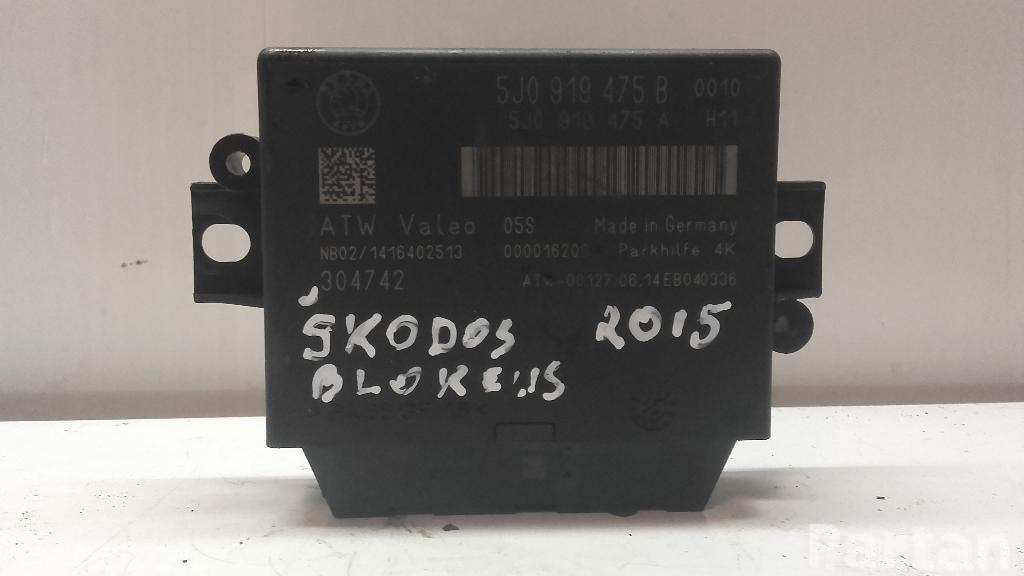 5J0 919 475 B 0010
5J0 919 475 A H11
ATW Valeo 05S Made in Germany
NB02/1416402513 Parkhilfe 4K
304742 ATW-00127.06.14EB040336
ŠKODOS 2015
BLOKELIS
Partan